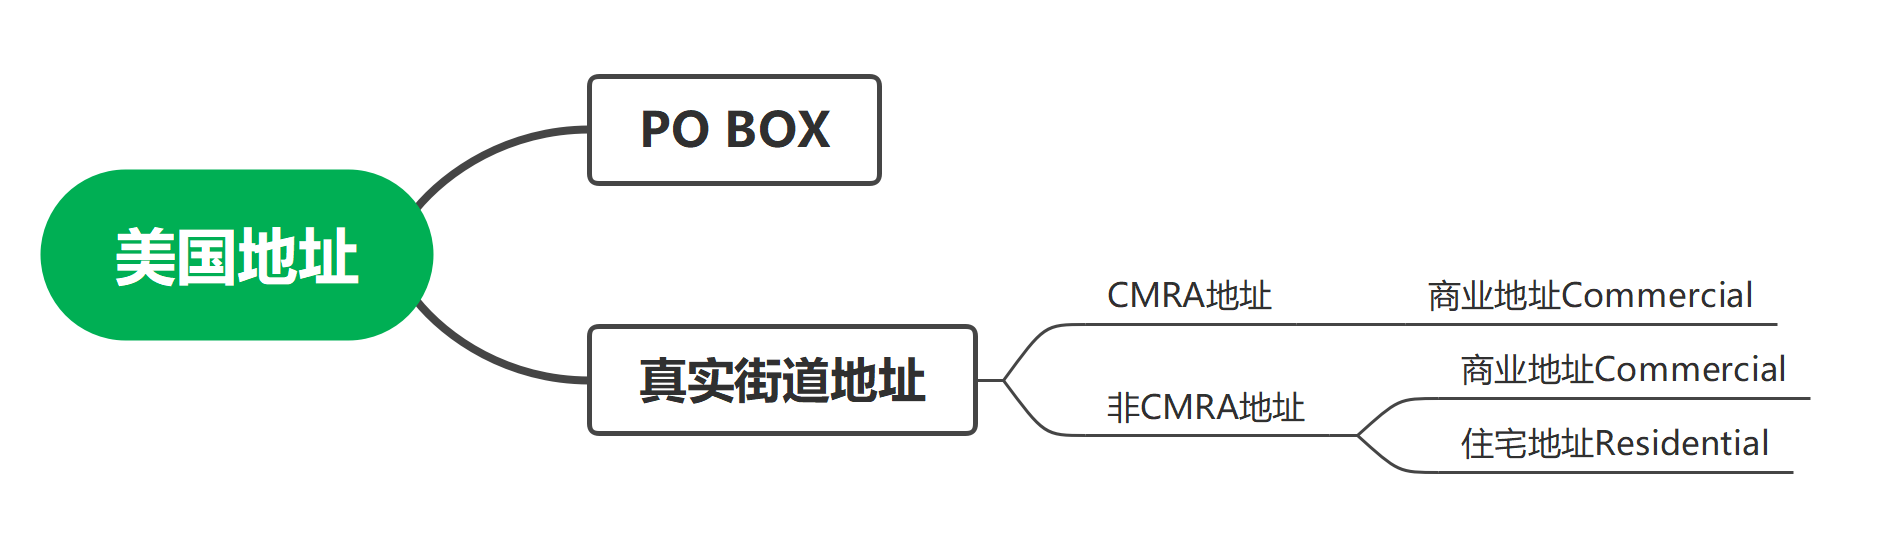 美国地址
PO BOX
真实街道地址
CMRA地址
商业地址Commercial
非CMRA地址
商业地址Commercial
住宅地址Residential